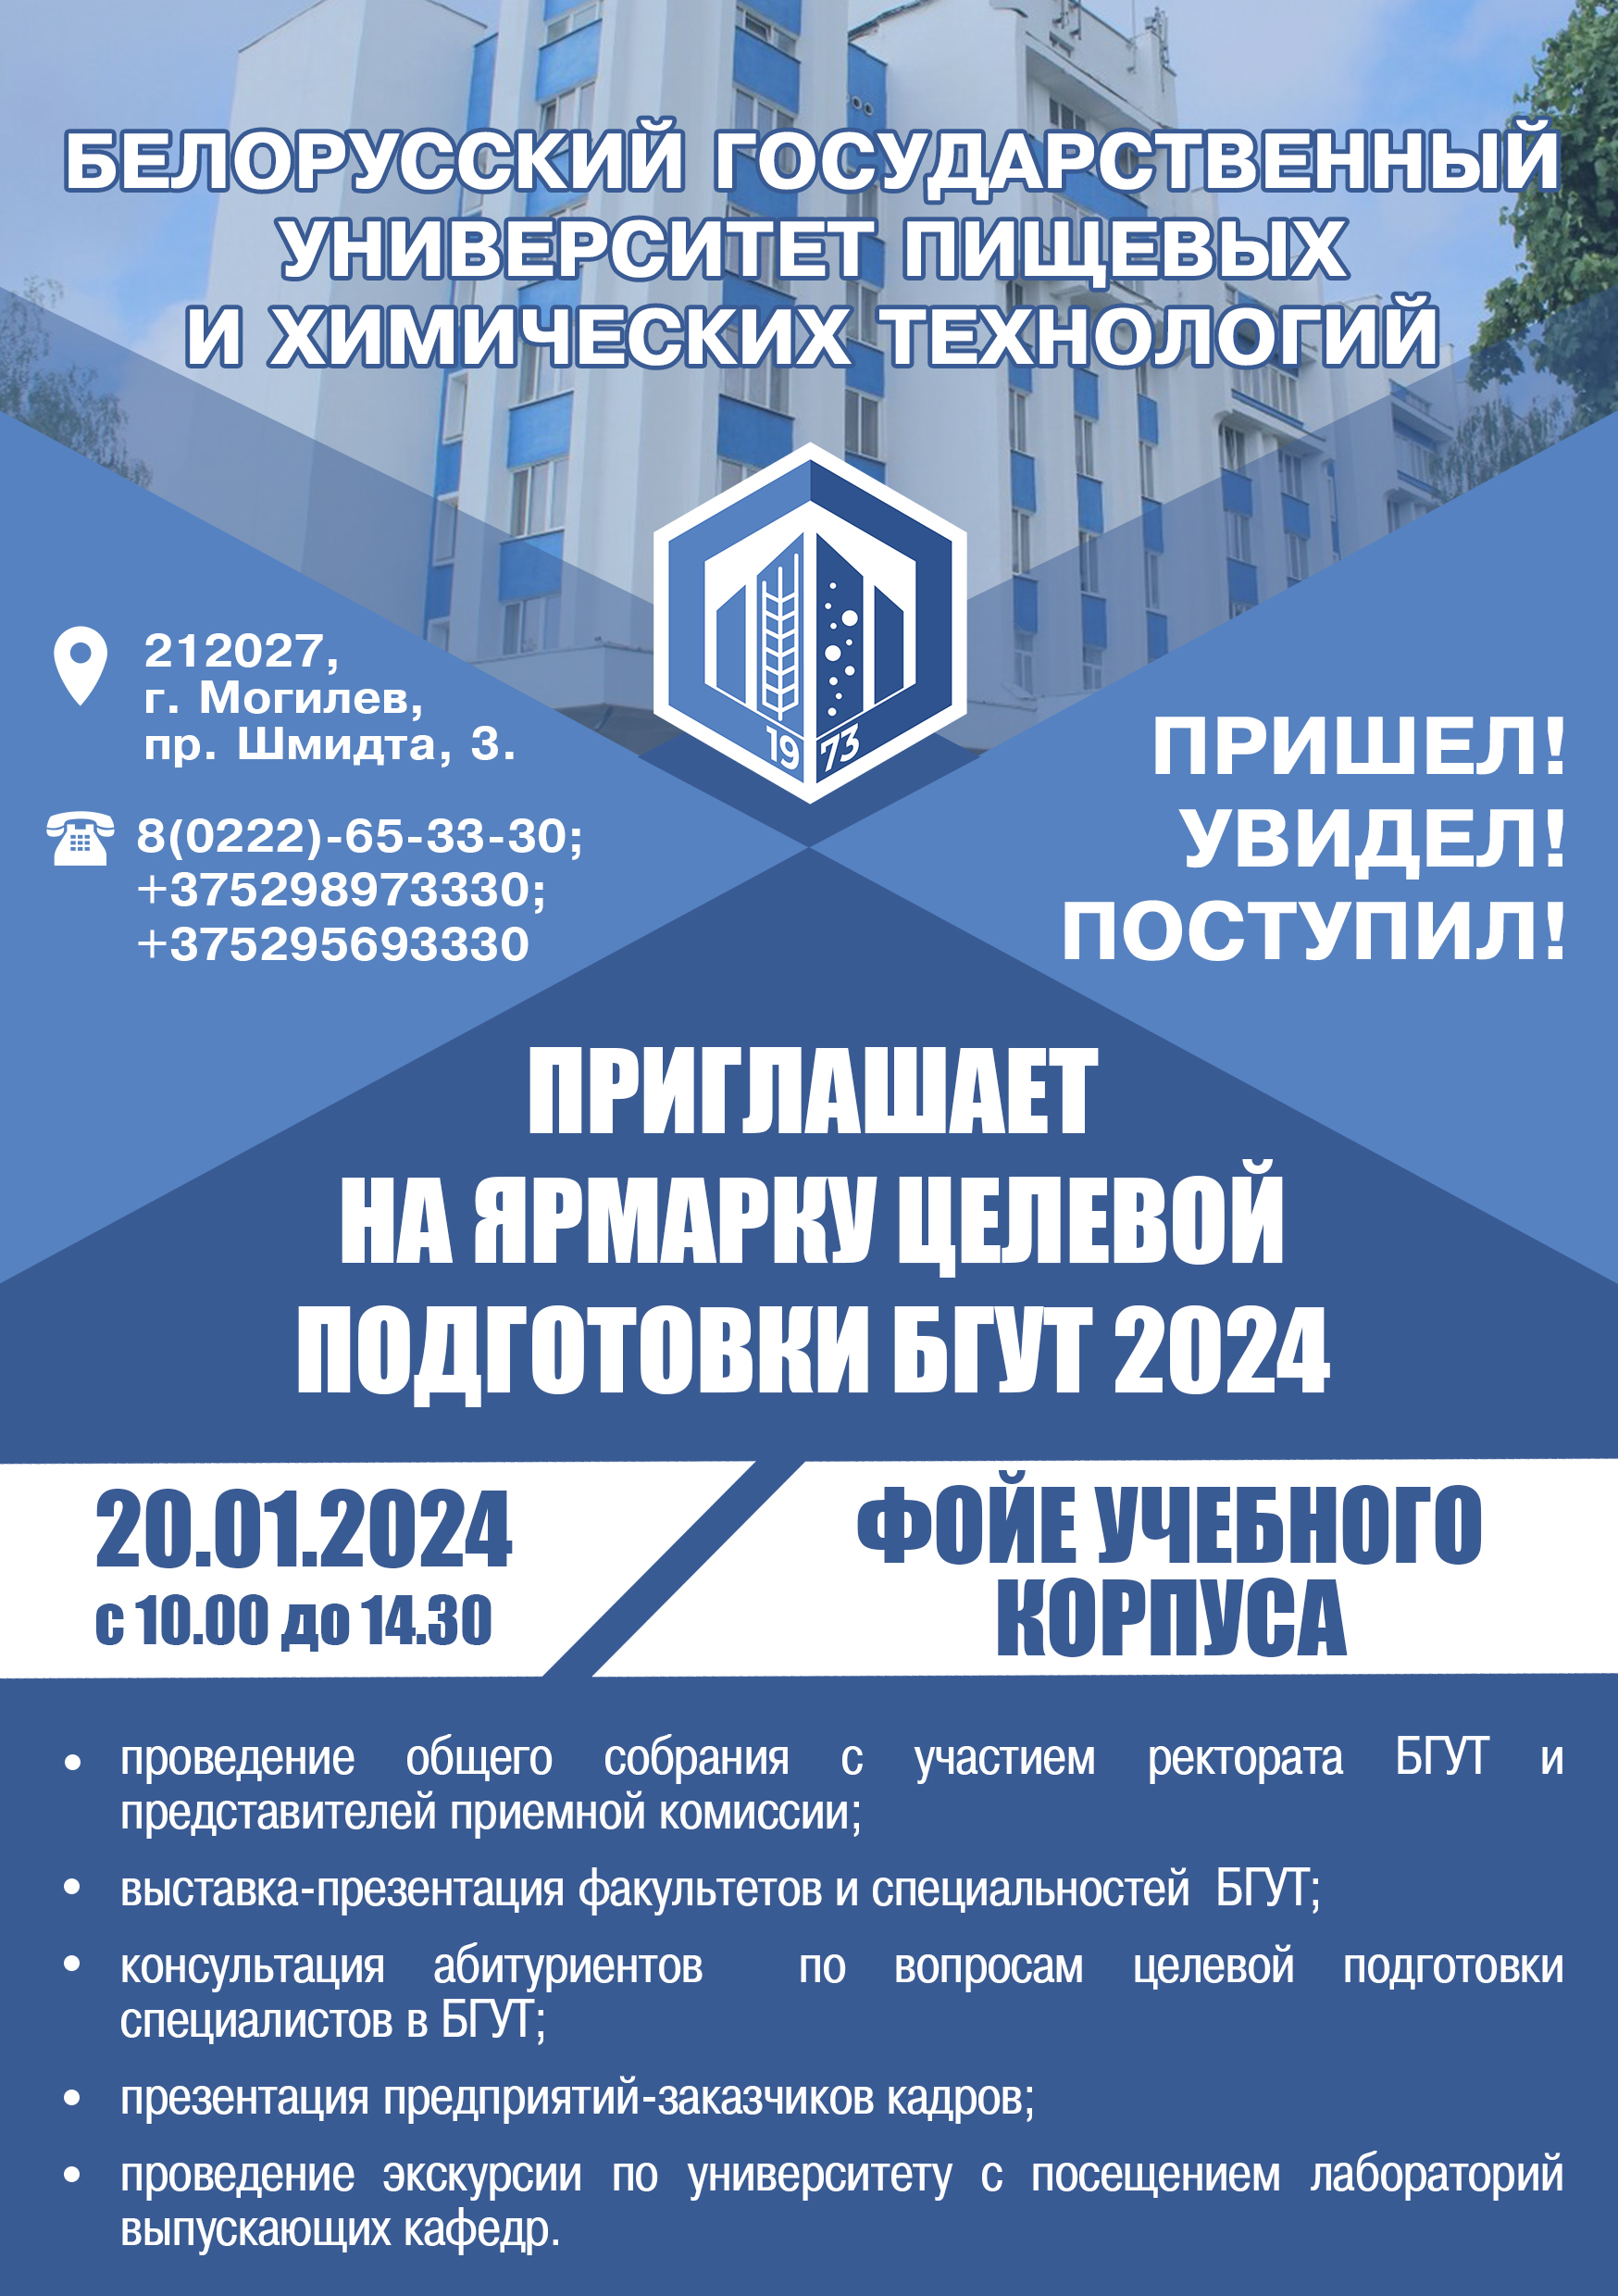 БЕЛОРУССКИЙ ГОСУДАРСТВЕННЫЙ
УНИВЕРСИТЕТ ПИЩЕВЫХ
И ХИМИЧЕСКИХ ТЕХНОЛОГИЙ
1973
212027,
г. Могилев,
пр. Шмидта, 3.
8(0222)-65-33-30;
+375298973330;
+375295693330
ПРИШЕЛ!
УВИДЕЛ!
ПОСТУПИЛ!
ПРИГЛАШАЕТ
НА ЯРМАРКУ ЦЕЛЕВОЙ
ПОДГОТОВКИ БГУТ 2024
20.01.2024
с 10.00 до 14.30
ФОЙЕ УЧЕБНОГО
КОРПУСА
• проведение общего собрания с участием ректората БГУТ и
представителей приемной комиссии;
• выставка-презентация факультетов и специальностей БГУТ;
• консультация абитуриентов по вопросам целевой подготовки
специалистов в БГУТ;
• презентация предприятий-заказчиков кадров;
• проведение экскурсии по университету с посещением лабораторий
выпускающих кафедр.